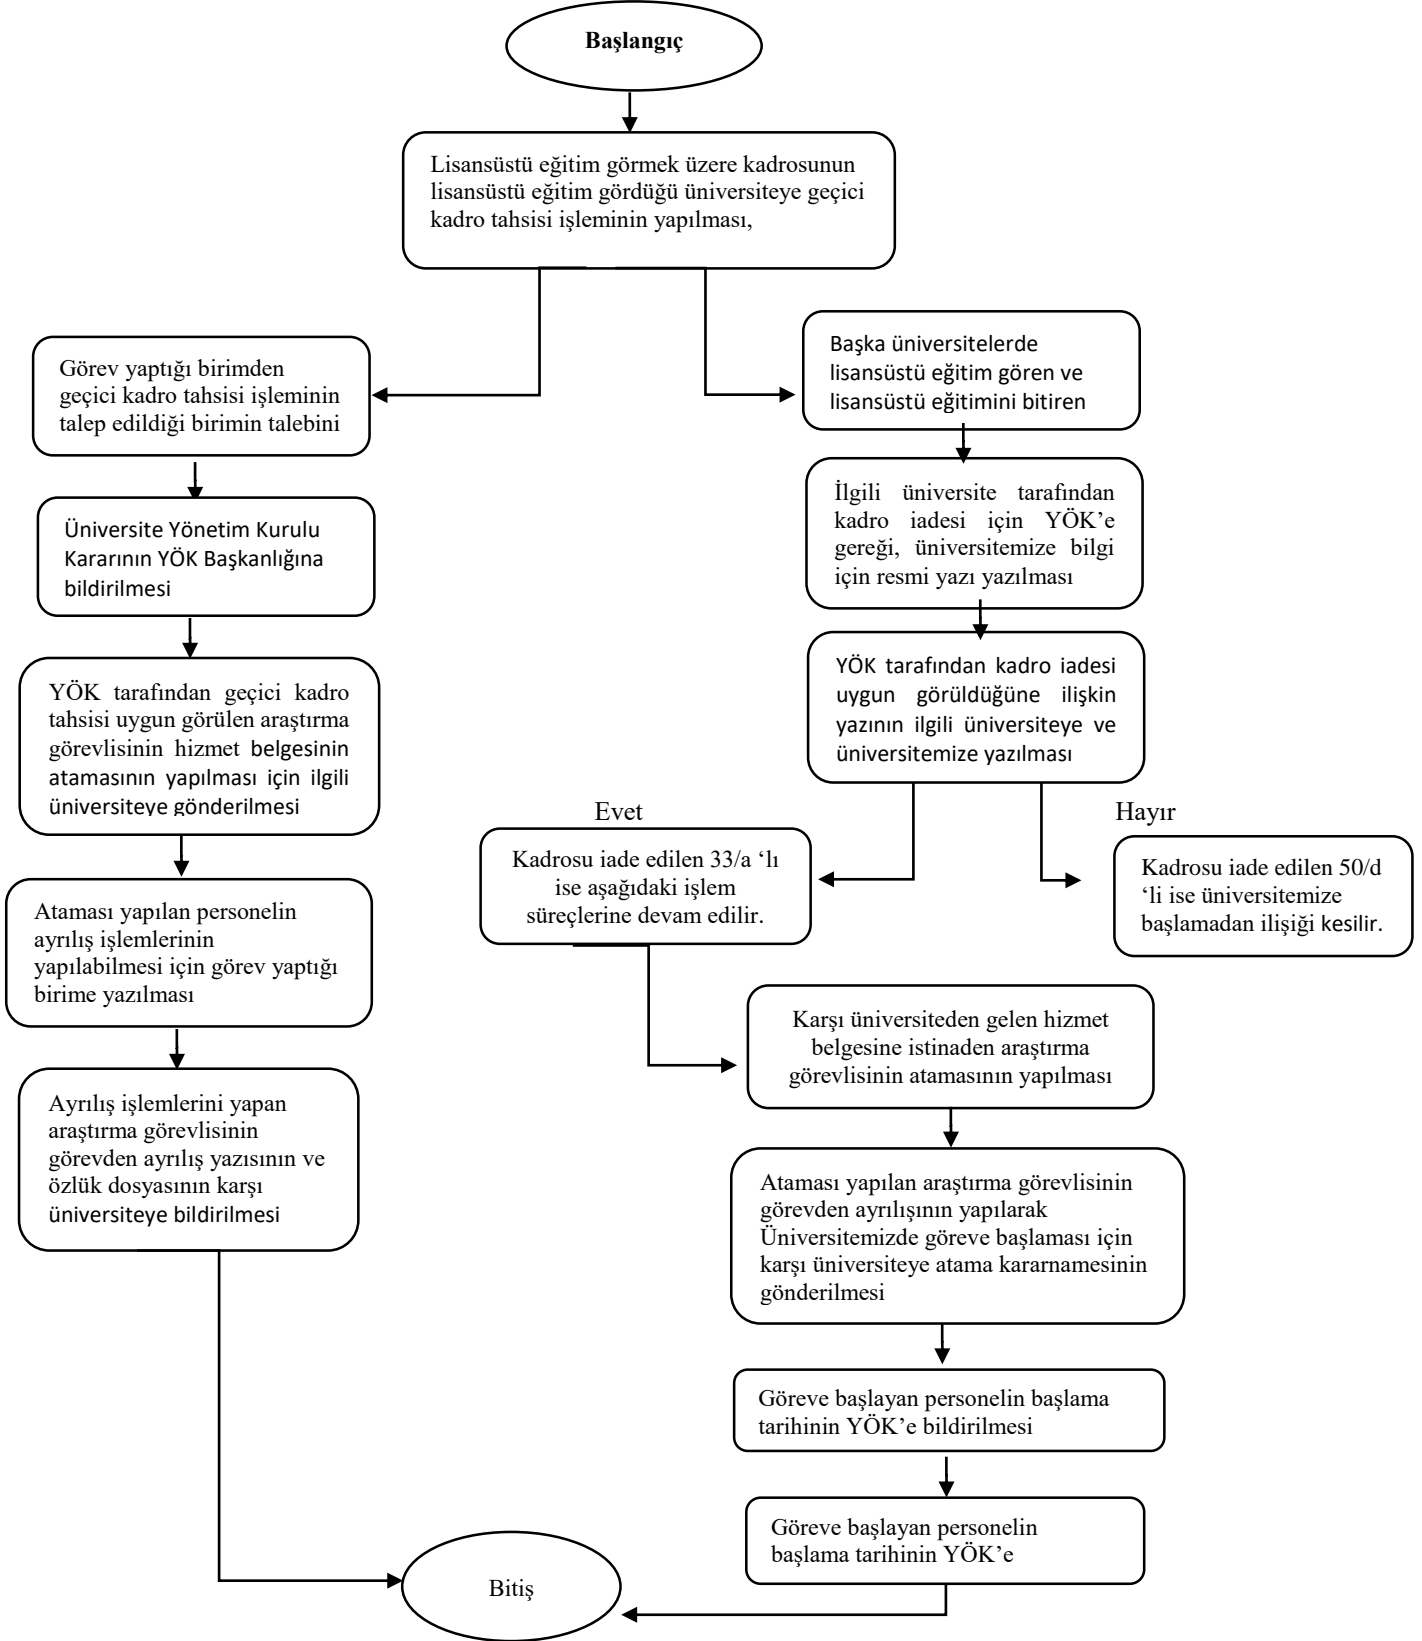 Başlangıç
Lisansüstü eğitim görmek üzere kadrosunun
lisansüstü eğitim gördüğü üniversiteye geçici
kadro tahsisi işleminin yapılması,
Görev yaptığı birimden
geçici kadro tahsisi işleminin
talep edildiği birimin talebini
Üniversite Yönetim Kurulu
Kararının YÖK Başkanlığına
bildirilmesi
YÖK tarafından geçici kadro
tahsisi uygun görülen araştırma
görevlisinin hizmet belgesinin
atamasının yapılması için ilgili
üniversiteye gönderilmesi
Ataması yapılan personelin
ayrılış işlemlerinin
yapılabilmesi için görev yaptığı
birime yazılması
Ayrılış işlemlerini yapan
araştırma görevlisinin
görevden ayrılış yazısının ve
özlük dosyasının karşı
üniversiteye bildirilmesi
Başka üniversitelerde
lisansüstü eğitim gören ve
lisansüstü eğitimini bitiren
İlgili üniversite tarafından
kadro iadesi için YÖK’e
gereği, üniversitemize bilgi
için resmi yazı yazılması
YÖK tarafından kadro iadesi
uygun görüldüğüne ilişkin
yazının ilgili üniversiteye ve
üniversitemize yazılması
Evet
Hayır
Kadrosu iade edilen 33/a ‘lı
ise aşağıdaki işlem
süreçlerine devam edilir.
Kadrosu iade edilen 50/d
‘li ise üniversitemize
başlamadan ilişiği kesilir.
Karşı üniversiteden gelen hizmet
belgesine istinaden araştırma
görevlisinin atamasının yapılması
Ataması yapılan araştırma görevlisinin
görevden ayrılışının yapılarak
Üniversitemizde göreve başlaması için
karşı üniversiteye atama kararnamesinin
gönderilmesi
Göreve başlayan personelin başlama
tarihinin YÖK’e bildirilmesi
Göreve başlayan personelin
başlama tarihinin YÖK’e
Bitiş